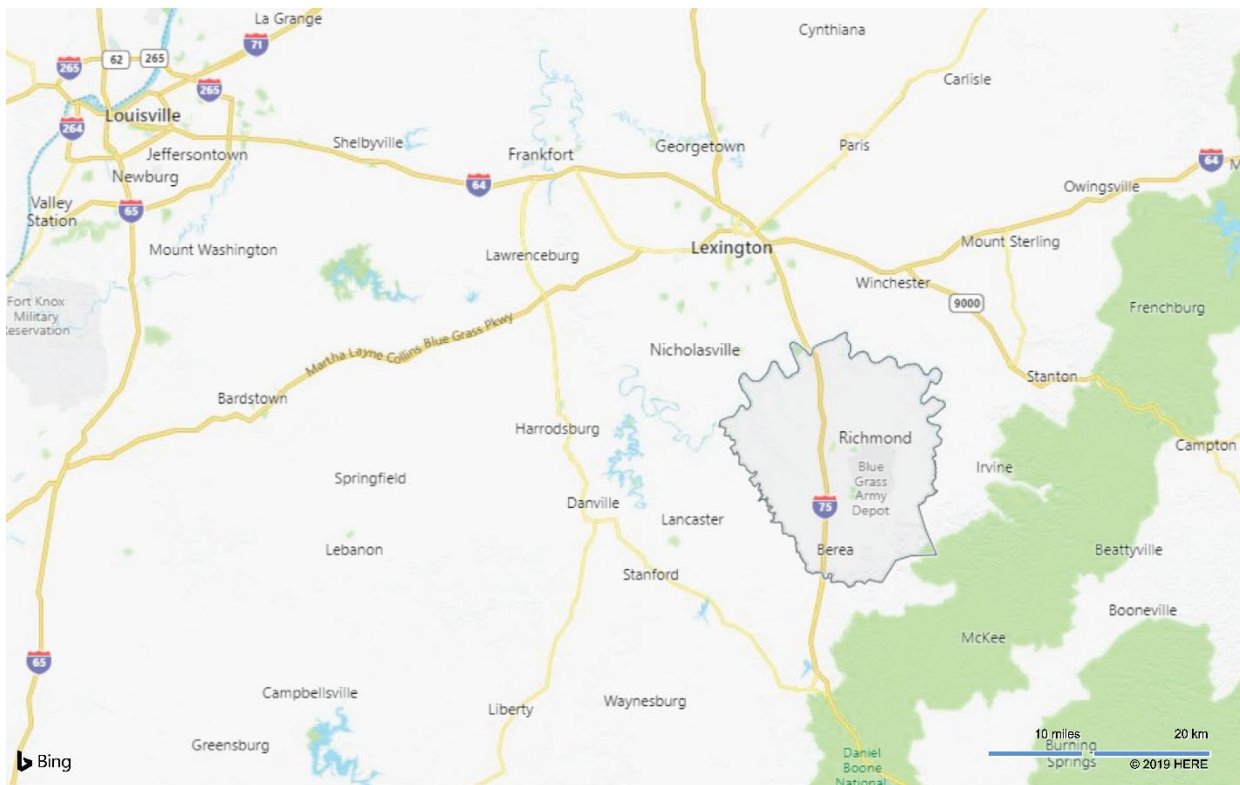 La Grange
Cynthiana
71
62
265
265
Carlisle
265
Louisville
264
Shelbyville
Georgetown
Paris
Jeffersontown
Frankfort
64
Newburg
64
Owingsville
Valley
Station
65
Mount Washington
Lawrenceburg
Lexington
Mount Sterling
Winchester
Fort Knox
Military
eservation
9000
Frenchburg
Martha Layne Collins Blue Grass Pkwy
Nicholasville
Stanton
Bardstown
Harrodsburg
Richmond
Campton
Springfield
Blue
Grass
Army
Depot
Irvine
Danville
75
Lancaster
Lebanon
Berea
Beattyville
Stanford
Booneville
McKee
65
Campbellsville
Waynesburg
Liberty
Greensburg
10 miles
20 km
Burning
Springs
Daniel
Boone
National
Bing
© 2019 HERE